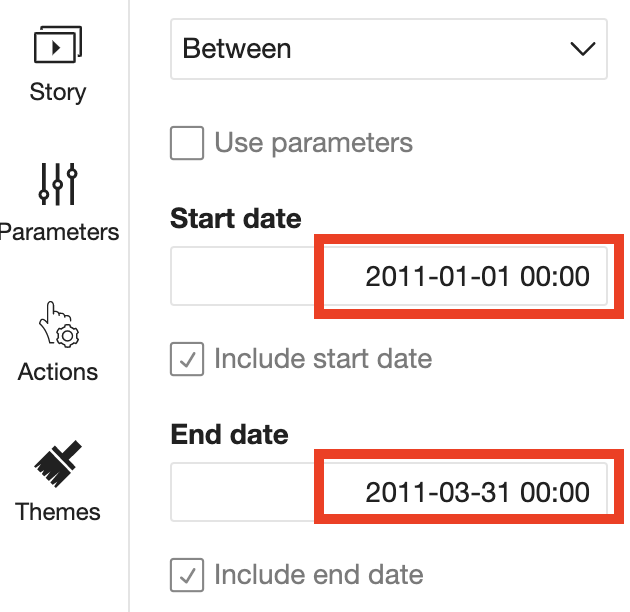 Story
Parameters
Actions
Themes
Between
Use parameters
Start date
2011-01-01 00:00
Include start date
End date
2011-03-31 00:00
Include end date